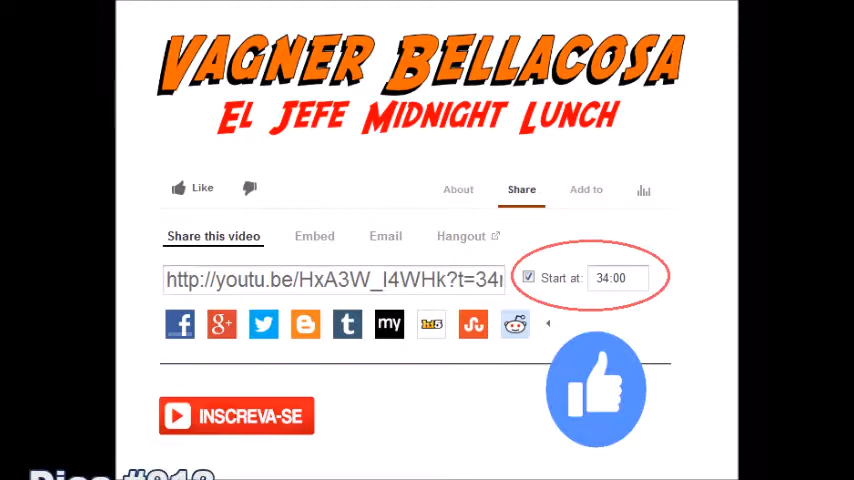 VAGNER BELLACOSA
EL JEFE MIDNIGHT LUNCH
Like
About Share Add to
Share this video Embed Email Hangout
http://youtu.be/HxA3W_I4WHk?t=34
Start at: 34:00
my hi5
INSCREVA-SE